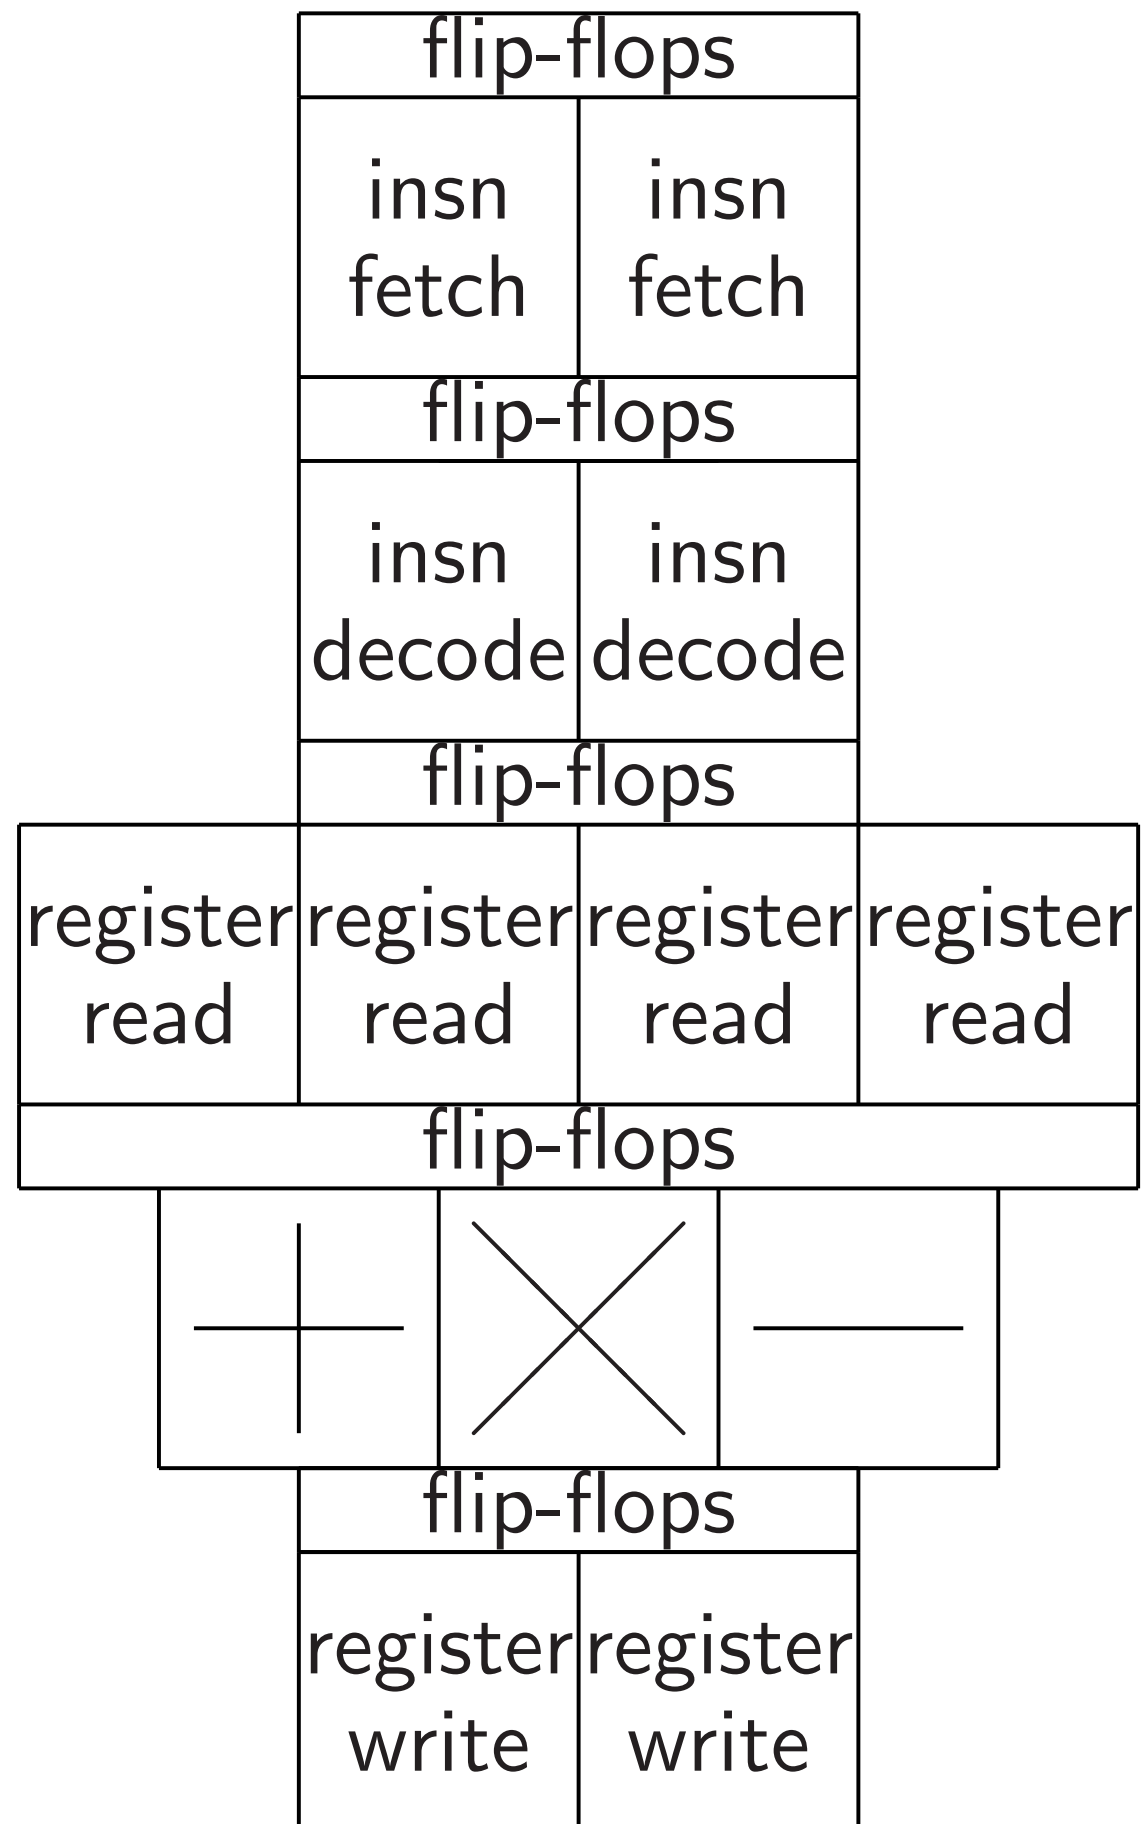 flip-flops
insn insn
fetch fetch
flip-flops
insn insn
decode decode
flip-flops
register register register register
read read read read
flip-flops
+ × −
flip-flops
register register
write write